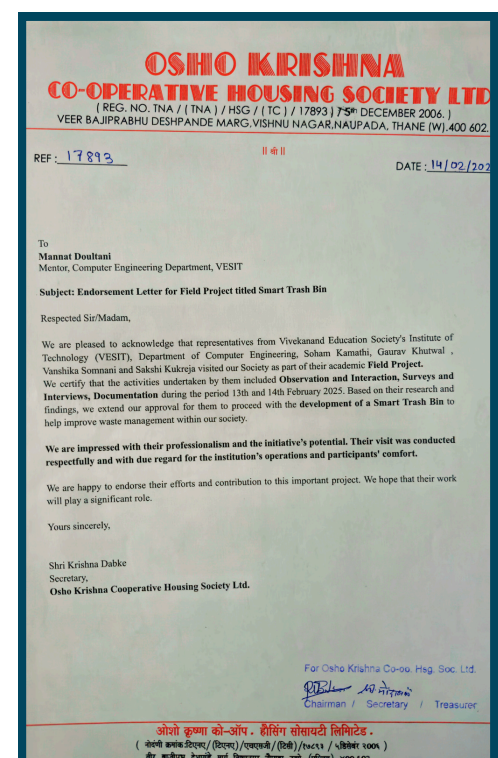 OSHO KRISHNA
CO-OPERATIVE HOUSING SOCIETY LTD
( REG. NO. TNA / ( TNA ) / HSG / ( TC ) / 17893 ) 5th DECEMBER 2006. )
VEER BAJIPRABHU DESHPANDE MARG.VISHNU NAGAR,NAUPADA, THANE (W).400 602.
|| श्री ||
REF : 17893
DATE : 14/02/202
To
Mannat Doultani
Mentor, Computer Engineering Department, VESIT
Subject: Endorsement Letter for Field Project titled Smart Trash Bin
Respected Sir/Madam,
We are pleased to acknowledge that representatives from Vivekanand Education Society's Institute of
Technology (VESIT), Department of Computer Engineering, Soham Kamathi, Gaurav Khutwal ,
Vanshika Somnani and Sakshi Kukreja visited our Society as part of their academic Field Project.
We certify that the activities undertaken by them included Observation and Interaction, Surveys and
Interviews, Documentation during the period 13th and 14th February 2025. Based on their research and
findings, we extend our approval for them to proceed with the development of a Smart Trash Bin to
help improve waste management within our society.
We are impressed with their professionalism and the initiative's potential. Their visit was conducted
respectfully and with due regard for the institution's operations and participants' comfort.
We are happy to endorse their efforts and contribution to this important project. We hope that their work
will play a significant role.
Yours sincerely,
Shri Krishna Dabke
Secretary,
Osho Krishna Cooperative Housing Society Ltd.
For Osho Krishna Co-oo. Hsg. Soc. Ltd.
Chairman / Secretary / Treasurer
ओशो कृष्णा को-ऑप . हौसिंग सोसायटी लिमिटेड .
( नोंदणी क्रमांक:टिएनए/(टिएनए)/एचएसजी/(टिसी)/१७८९३ / ५डिसेंबर २००६ )